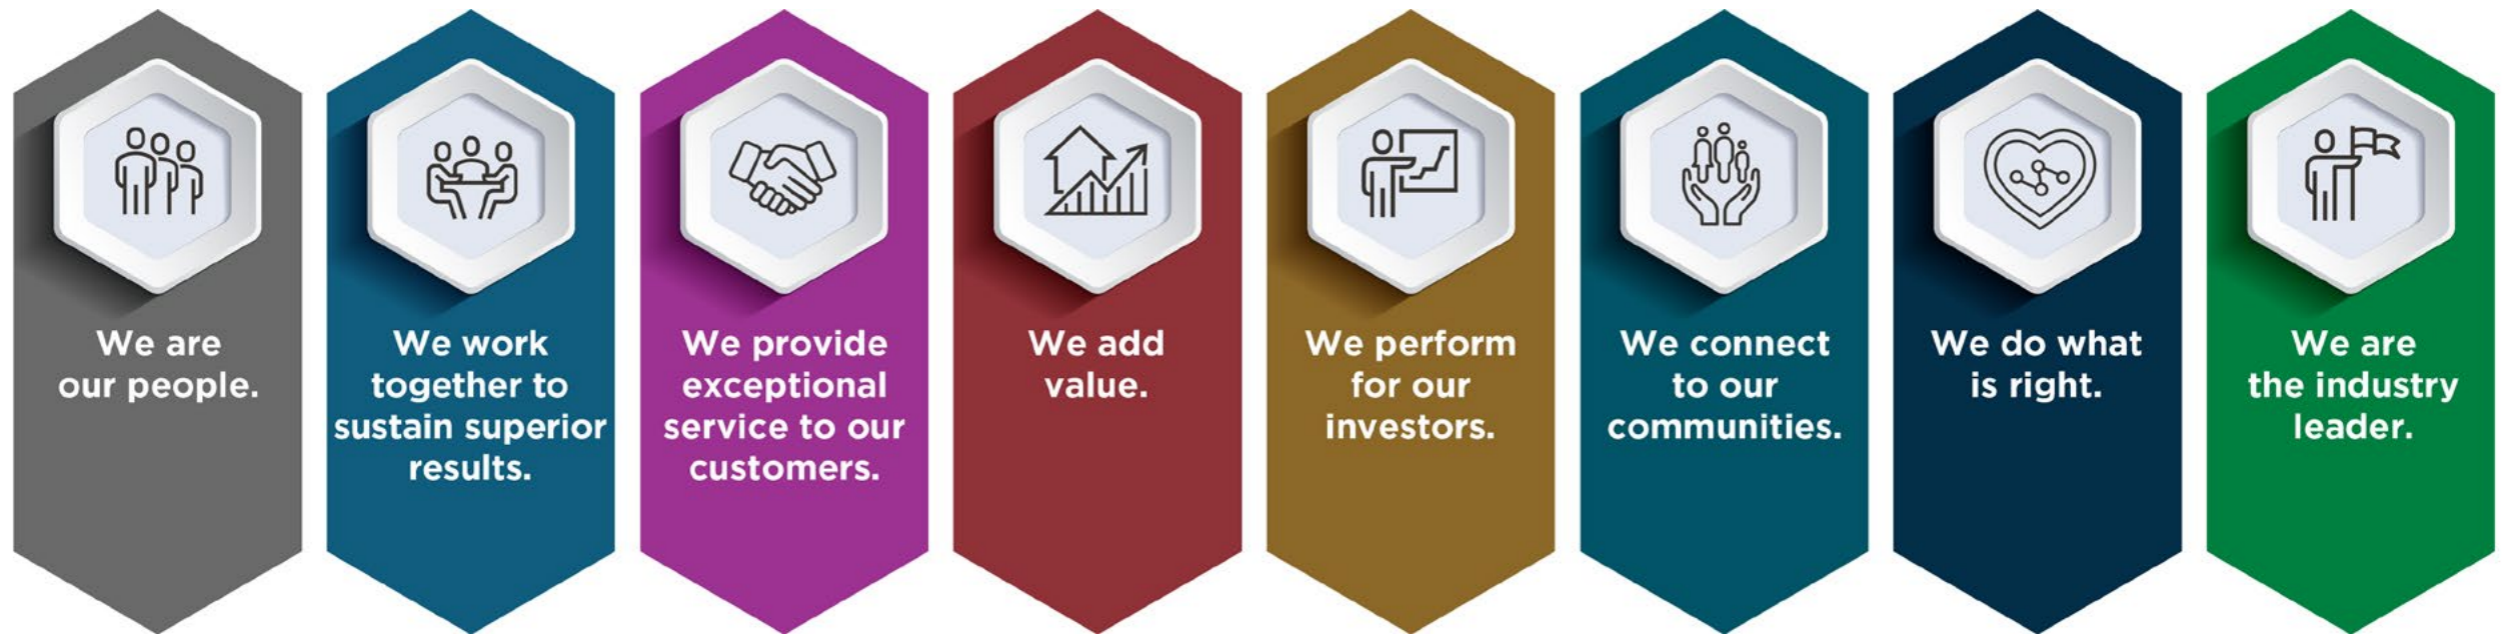 We are
our people.
We work
together to
sustain superior
results.
We provide
exceptional
service to our
customers.
We add
value.
We perform
for our
investors.
We connect
to our
communities.
We do what
is right.
We are
the industry
leader.